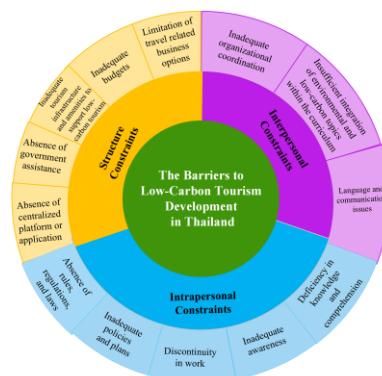 The Barriers to
Low-Carbon Tourism
Development
in Thailand
Structure
Constraints
Interpersonal
Constraints
Intrapersonal
Constraints
Limitation of
travel related
business
options
Inadequate
budgets
Inadequate
tourism
infrastructure
and amenities to
support low-
carbon tourism
Absence of
government
assistance
Absence of
centralized
platform or
application
Inadequate
organizational
coordination
Insufficient integration
of environmental and
low-carbon topics
within the curriculum
Language and
communication
issues
Deficiency in
knowledge
and
comprehension
Inadequate
awareness
Discontinuity
in work
Inadequate
policies
and plans
Absence of
rules,
regulations,
and laws